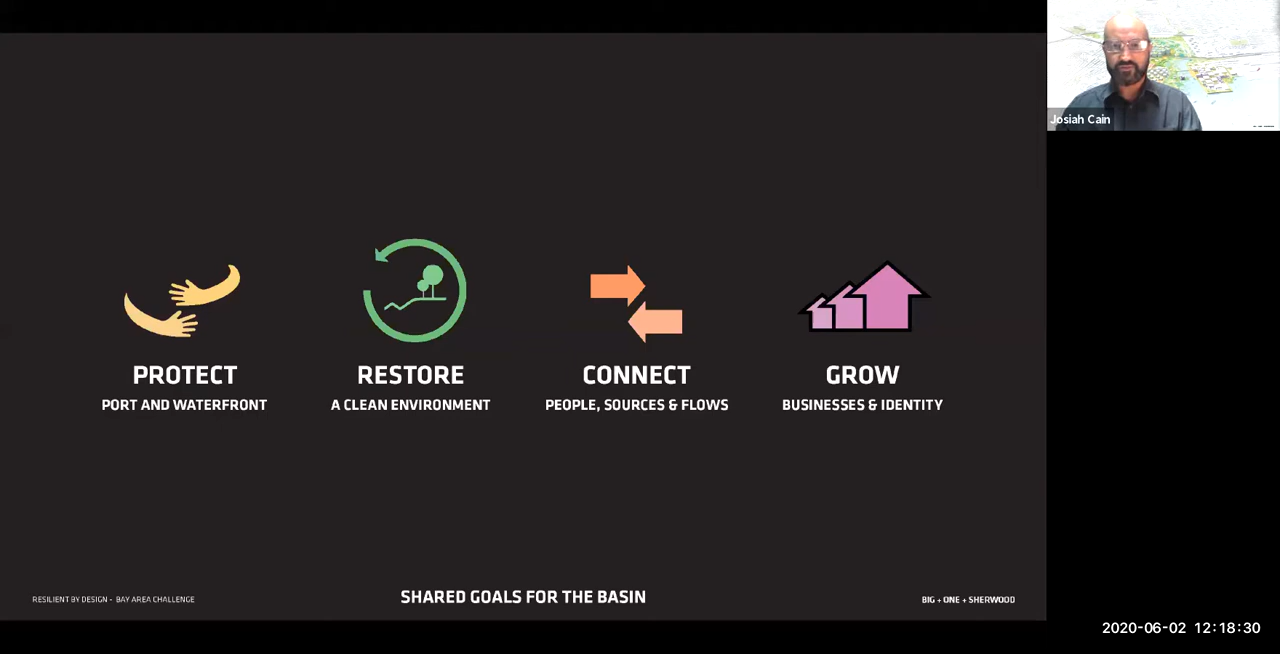 Josiah Cain
PROTECT
PORT AND WATERFRONT
RESTORE
A CLEAN ENVIRONMENT
CONNECT
PEOPLE, SOURCES & FLOWS
GROW
BUSINESSES & IDENTITY
RESILIENT BY DESIGN - BAY AREA CHALLENGE
SHARED GOALS FOR THE BASIN
BIG + ONE + SHERWOOD
2020-06-02 12:18:30